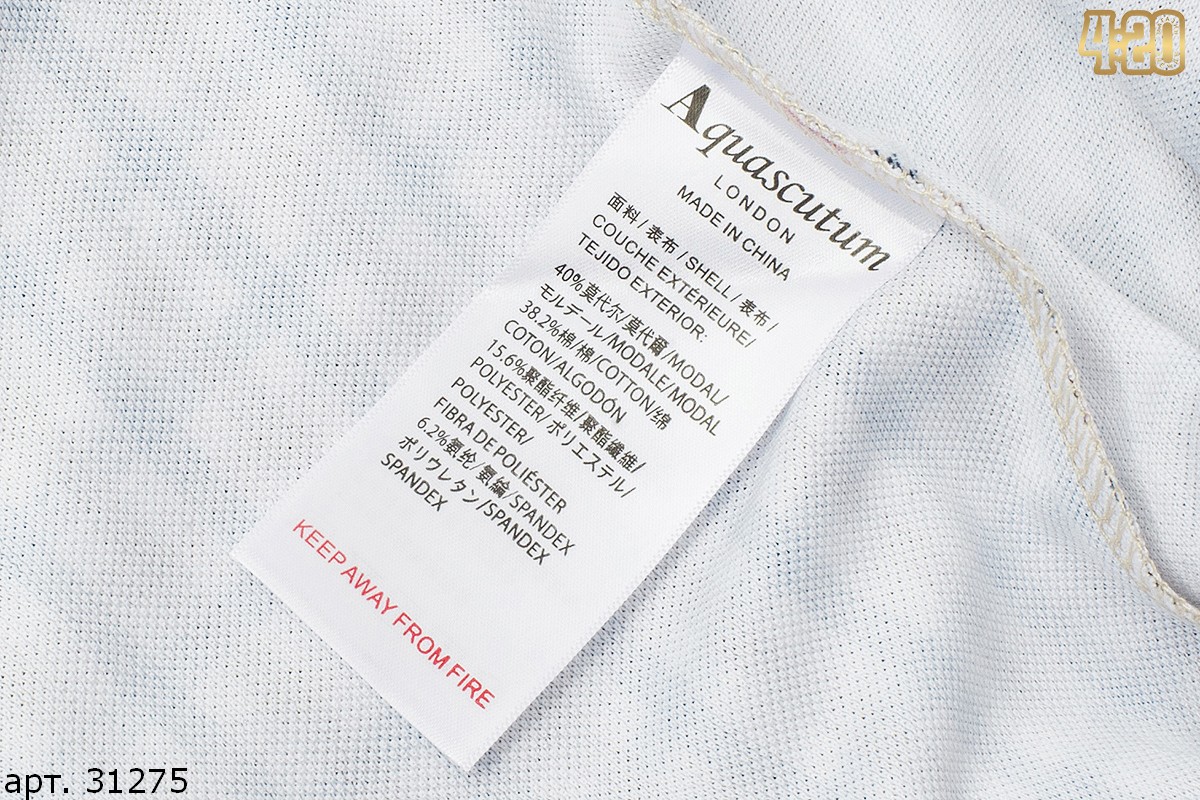 4:20
Aquascutum
LONDON
MADE IN CHINA
面料/表布/SHELL/表布/
COUCHE EXTÉRIEURE/
TEJIDO EXTERIOR:
40%莫代尔/莫代爾/MODAL/
モルデール/MODALE/MODAL
38.2%棉/棉/COTTON/绵
COTON/ALGODÓN
15.6%聚酯纤维/聚酯纖維/
POLYESTER/ポリエステル/
POLYESTER/
FIBRA DE POLIÉSTER
6.2%氨纶/氨綸/SPANDEX
ポリウレタン/SPANDEX
SPANDEX
KEEP AWAY FROM FIRE
арт. 31275